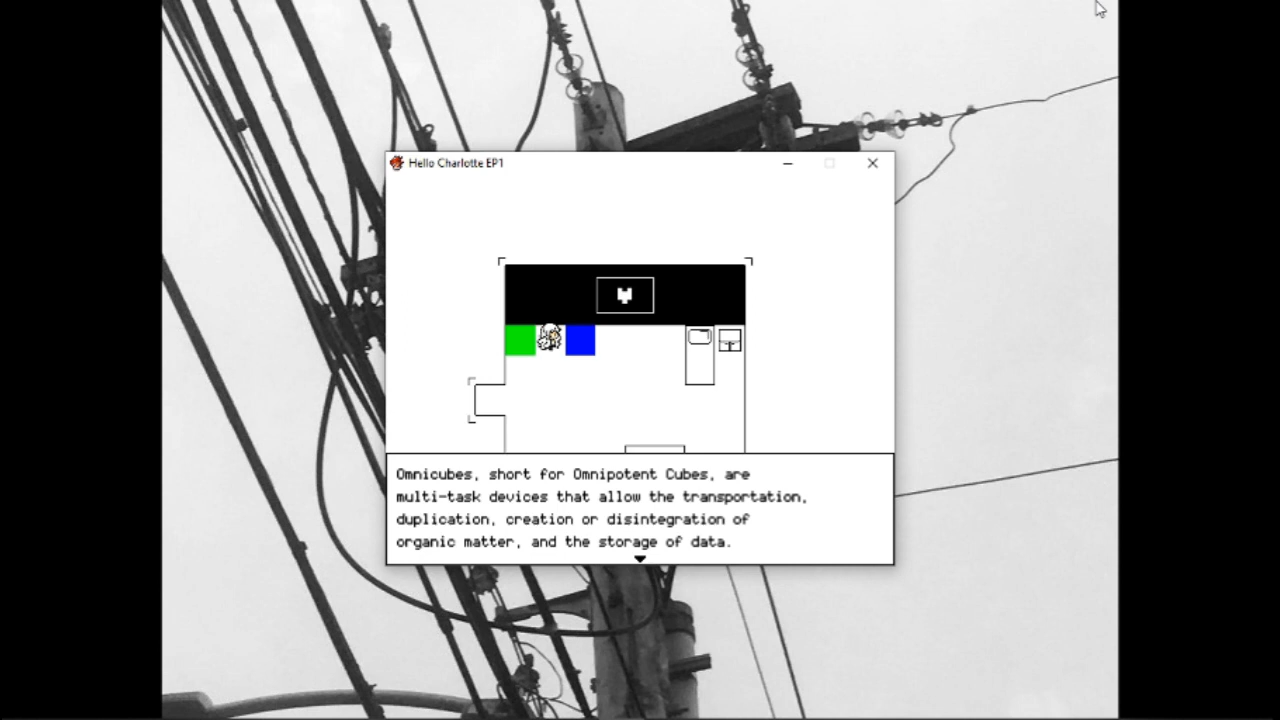 Hello Charlotte EP1
Omnicubes, short for Omnipotent Cubes, are
multi-task devices that allow the transportation,
duplication, creation or disintegration of
organic matter, and the storage of data.